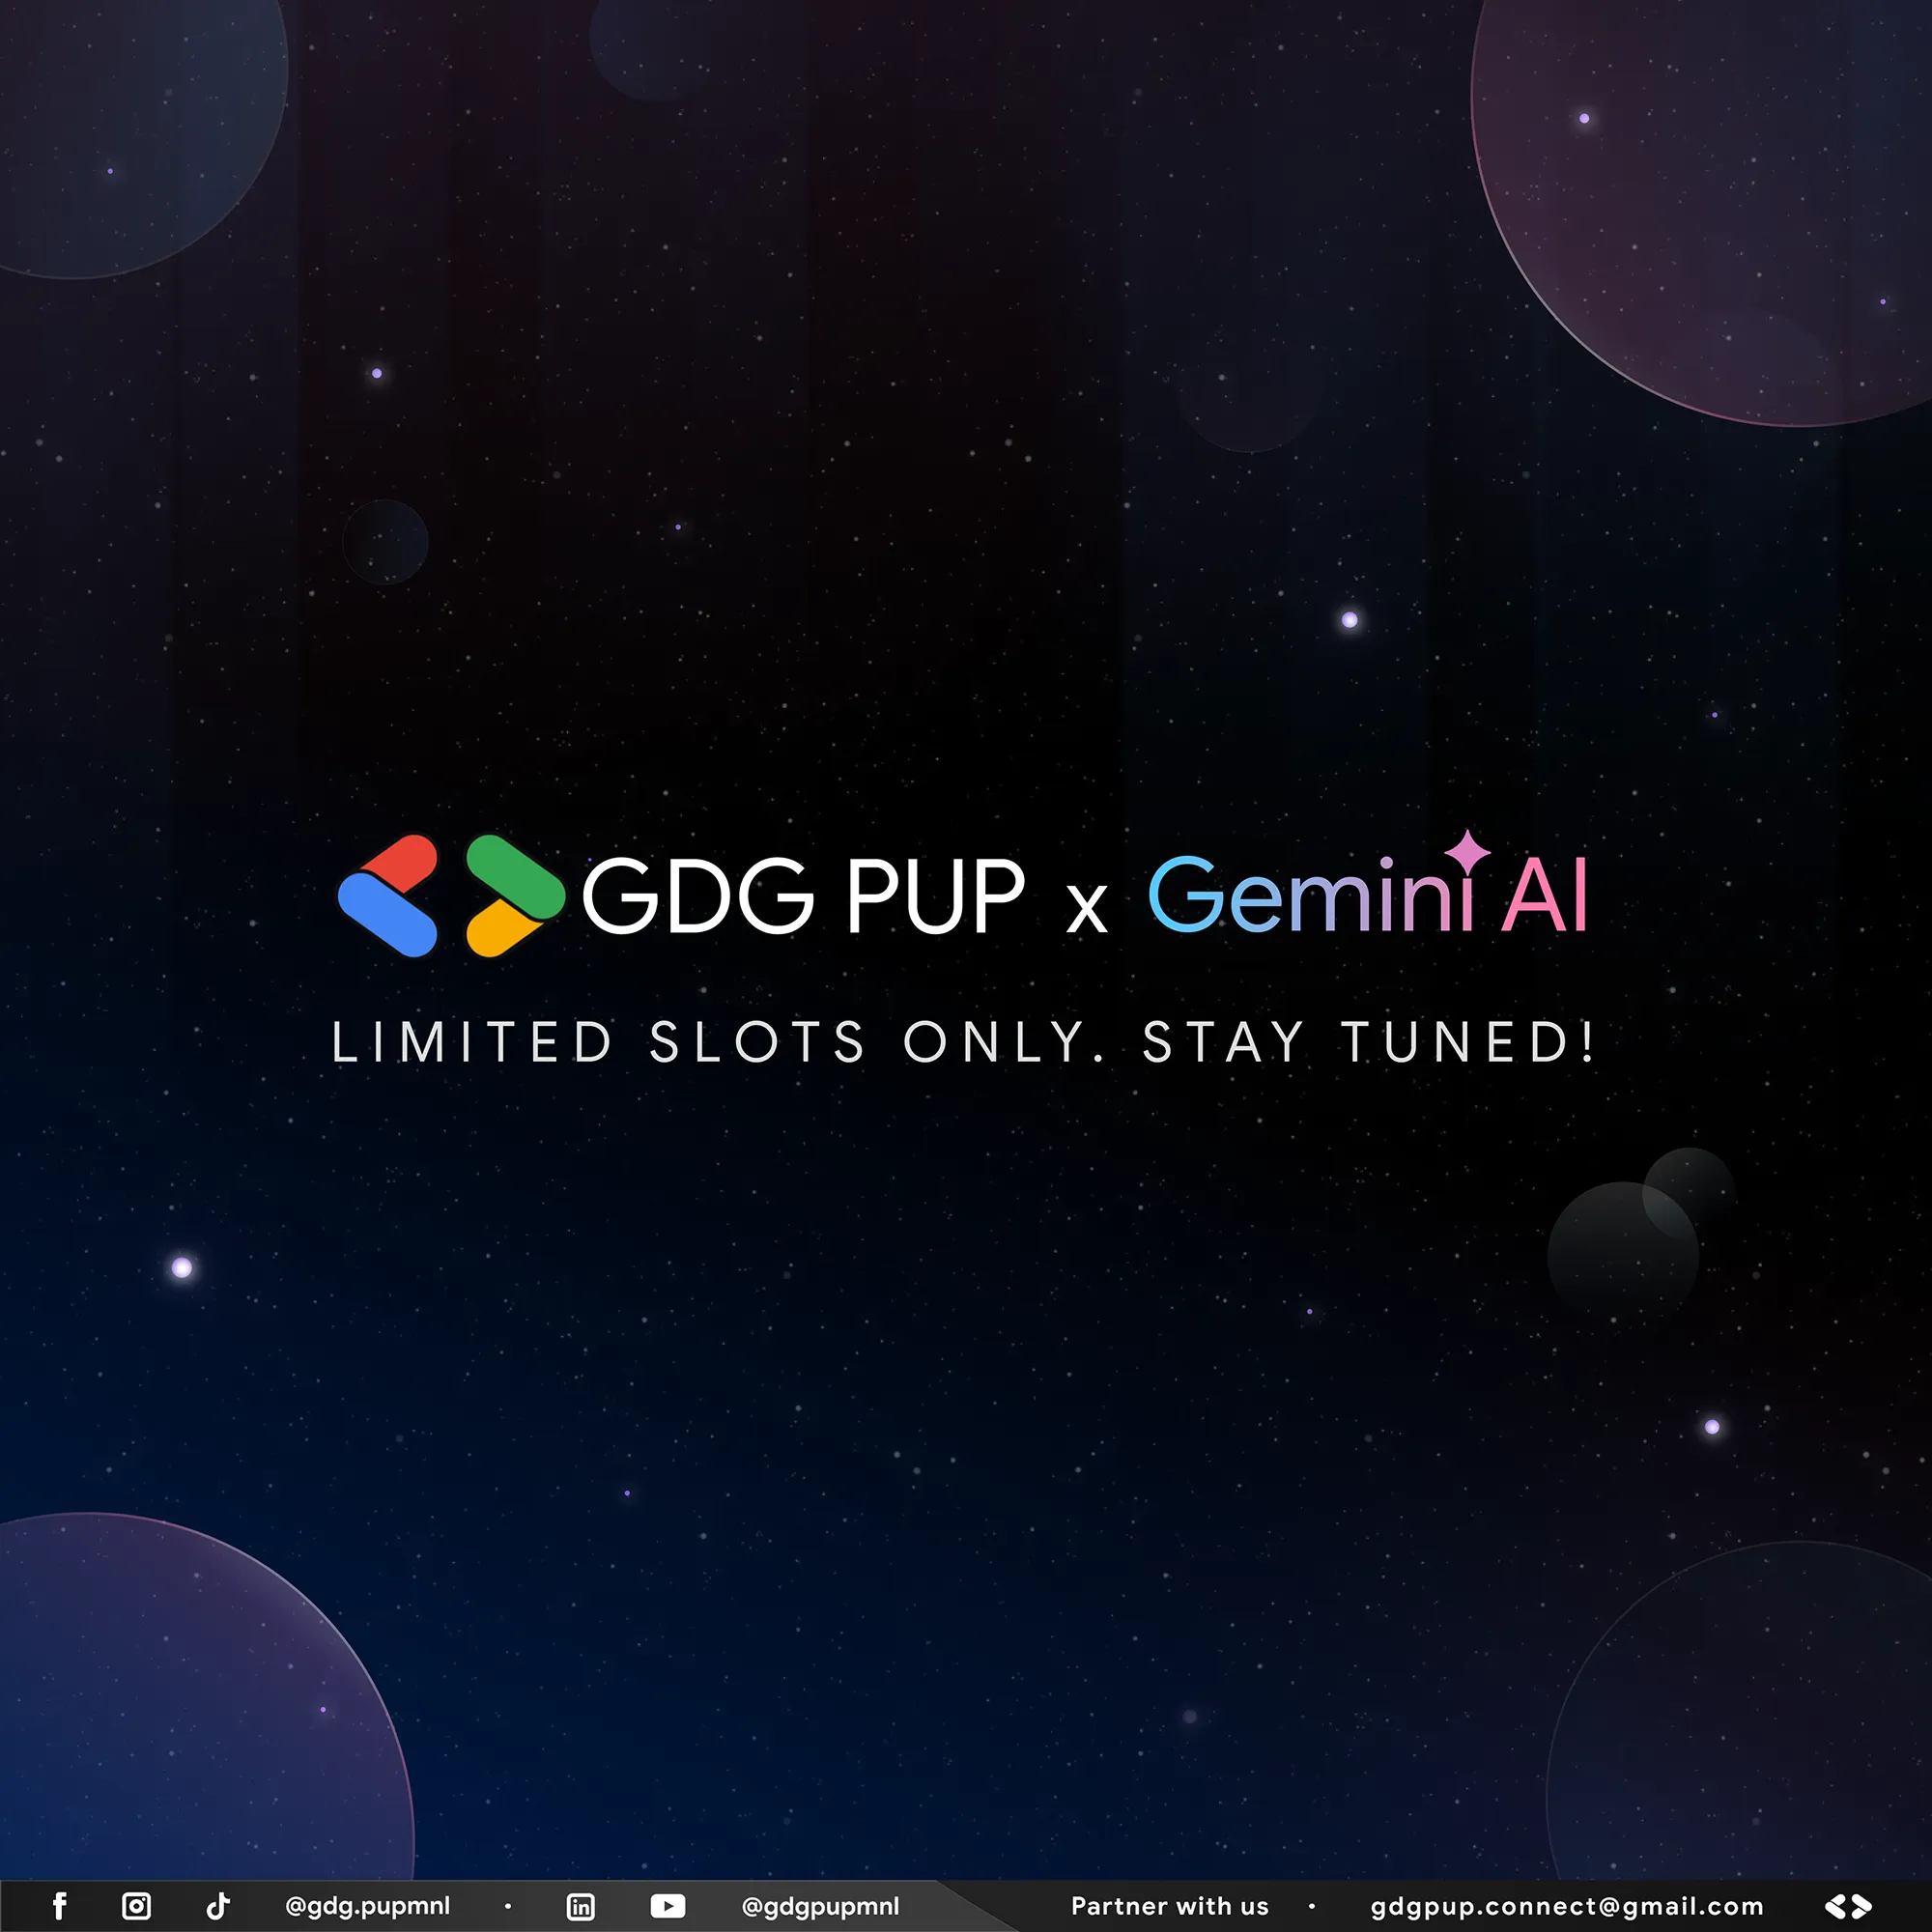 GDG PUP x Gemini AI
LIMITED SLOTS ONLY. STAY TUNED!
@gdg.pupmnl · @gdgpupmnl Partner with us · gdgpup.connect@gmail.com